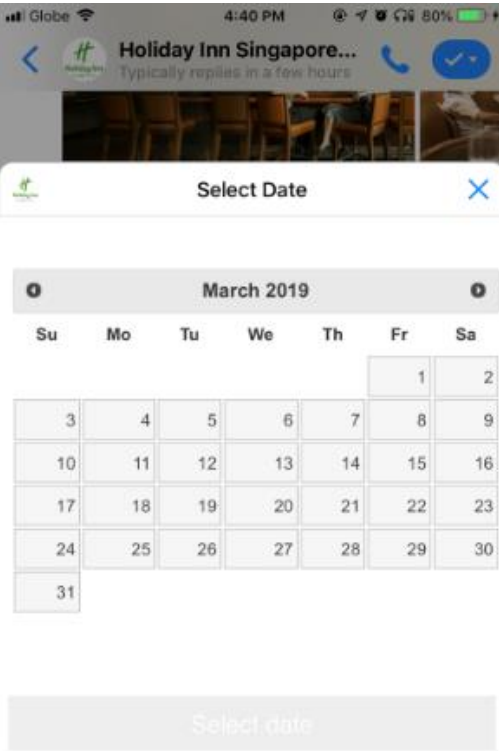 Globe 4:40 PM 80%
Holiday Inn Singapore...
Typically replies in a few hours
Select Date
March 2019
Su Mo Tu We Th Fr Sa
1 2
3 4 5 6 7 8 9
10 11 12 13 14 15 16
17 18 19 20 21 22 23
24 25 26 27 28 29 30
31
Select date